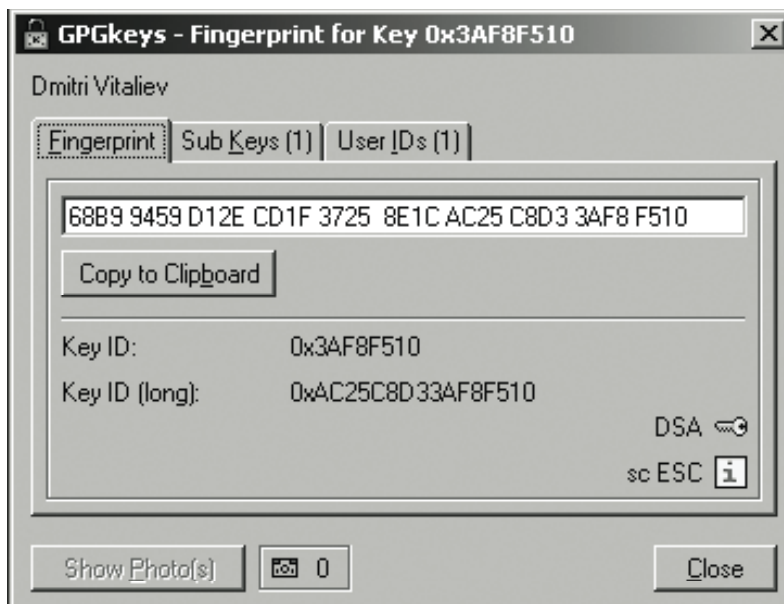 GPGkeys - Fingerprint for Key 0x3AF8F510
Dmitri Vitaliev
Fingerprint Sub Keys (1) User IDs (1)
68B9 9459 D12E CD1F 3725  8E1C AC25 C8D3 3AF8 F510
Copy to Clipboard
Key ID: 0x3AF8F510
Key ID (long): 0xAC25C8D33AF8F510
DSA
sc ESC i
Show Photo(s) 0 Close